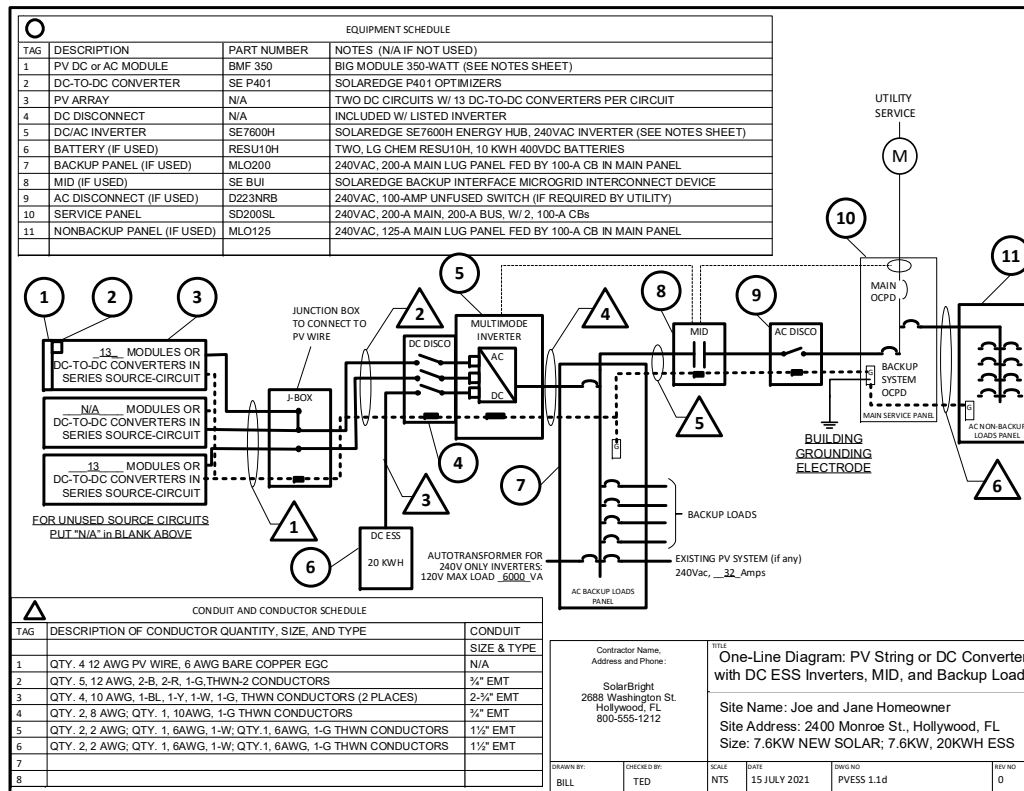 EQUIPMENT SCHEDULE
TAG DESCRIPTION PART NUMBER NOTES (N/A IF NOT USED)
1 PV DC or AC MODULE BMF 350 BIG MODULE 350-WATT (SEE NOTES SHEET)
2 DC-TO-DC CONVERTER SE P401 SOLAREDGE P401 OPTIMIZERS
3 PV ARRAY N/A TWO DC CIRCUITS W/ 13 DC-TO-DC CONVERTERS PER CIRCUIT
4 DC DISCONNECT N/A INCLUDED W/ LISTED INVERTER
5 DC/AC INVERTER SE7600H SOLAREDGE SE7600H ENERGY HUB, 240VAC INVERTER (SEE NOTES SHEET)
6 BATTERY (IF USED) RESU10H TWO, LG CHEM RESU10H, 10 KWH 400VDC BATTERIES
7 BACKUP PANEL (IF USED) MLO200 240VAC, 200-A MAIN LUG PANEL FED BY 100-A CB IN MAIN PANEL
8 MID (IF USED) SE BUI SOLAREDGE BACKUP INTERFACE MICROGRID INTERCONNECT DEVICE
9 AC DISCONNECT (IF USED) D223NRB 240VAC, 100-AMP UNFUSED SWITCH (IF REQUIRED BY UTILITY)
10 SERVICE PANEL SD200SL 240VAC, 200-A MAIN, 200-A BUS, W/ 2, 100-A CBs
11 NONBACKUP PANEL (IF USED) MLO125 240VAC, 125-A MAIN LUG PANEL FED BY 100-A CB IN MAIN PANEL
UTILITY
SERVICE
M
10
11
MAIN
OCPD
1
2
3
JUNCTION BOX
TO CONNECT TO
PV WIRE
2
5
MULTIMODE
INVERTER
4
8
9
MID
AC DISCO
DC DISCO
AC
DC
13 MODULES OR
DC-TO-DC CONVERTERS IN
SERIES SOURCE-CIRCUIT
N/A MODULES OR
DC-TO-DC CONVERTERS IN
SERIES SOURCE-CIRCUIT
13 MODULES OR
DC-TO-DC CONVERTERS IN
SERIES SOURCE-CIRCUIT
J-BOX
G
BACKUP
SYSTEM
OCPD
MAIN SERVICE PANEL
G
AC NON-BACKUP
LOADS PANEL
BUILDING
GROUNDING
ELECTRODE
5
6
G
4
7
3
1
FOR UNUSED SOURCE CIRCUITS
PUT "N/A" in BLANK ABOVE
6
DC ESS
20 KWH
BACKUP LOADS
AUTOTRANSFORMER FOR
240V ONLY INVERTERS:
120V MAX LOAD 6000 VA
EXISTING PV SYSTEM (if any)
240Vac, 32 Amps
AC BACKUP LOADS
PANEL
CONDUIT AND CONDUCTOR SCHEDULE
TAG DESCRIPTION OF CONDUCTOR QUANTITY, SIZE, AND TYPE CONDUIT
SIZE & TYPE
1 QTY. 4 12 AWG PV WIRE, 6 AWG BARE COPPER EGC N/A
2 QTY. 5, 12 AWG, 2-B, 2-R, 1-G,THWN-2 CONDUCTORS ¾" EMT
3 QTY. 4, 10 AWG, 1-BL, 1-Y, 1-W, 1-G, THWN CONDUCTORS (2 PLACES) 2-¾" EMT
4 QTY. 2, 8 AWG; QTY. 1, 10AWG, 1-G THWN CONDUCTORS ¾" EMT
5 QTY. 2, 2 AWG; QTY. 1, 6AWG, 1-W; QTY.1, 6AWG, 1-G THWN CONDUCTORS 1½" EMT
6 QTY. 2, 2 AWG; QTY. 1, 6AWG, 1-W; QTY.1, 6AWG, 1-G THWN CONDUCTORS 1½" EMT
7
8
Contractor Name,
Address and Phone:
SolarBright
2688 Washington St.
Hollywood, FL
800-555-1212
TITLE
One-Line Diagram: PV String or DC Converter
with DC ESS Inverters, MID, and Backup Load
Site Name: Joe and Jane Homeowner
Site Address: 2400 Monroe St., Hollywood, FL
Size: 7.6KW NEW SOLAR; 7.6KW, 20KWH ESS
DRAWN BY: CHECKED BY: SCALE DATE DWG NO REV NO
BILL TED NTS 15 JULY 2021 PVESS 1.1d 0